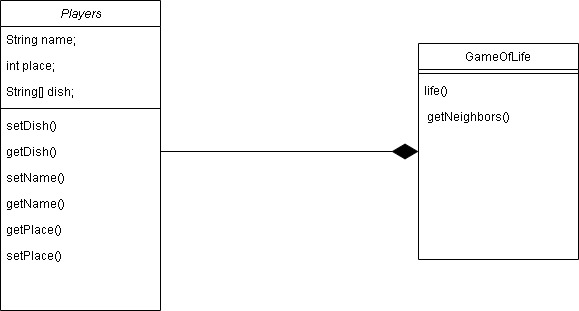 Players
String name;
int place;
String[] dish;
setDish()
getDish()
setName()
getName()
getPlace()
setPlace()
GameOfLife
life()
getNeighbors()